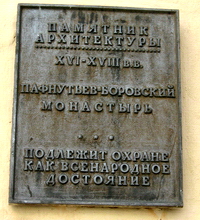 ПАМЯТНИК
АРХИТЕКТУРЫ
XVI-XVIII В.В.
ПАФНУТЬЕВ-БОРОВСКИЙ
МОНАСТЫРЬ
ПОДЛЕЖИТ ОХРАНЕ
КАК ВСЕНАРОДНОЕ
ДОСТОЯНИЕ